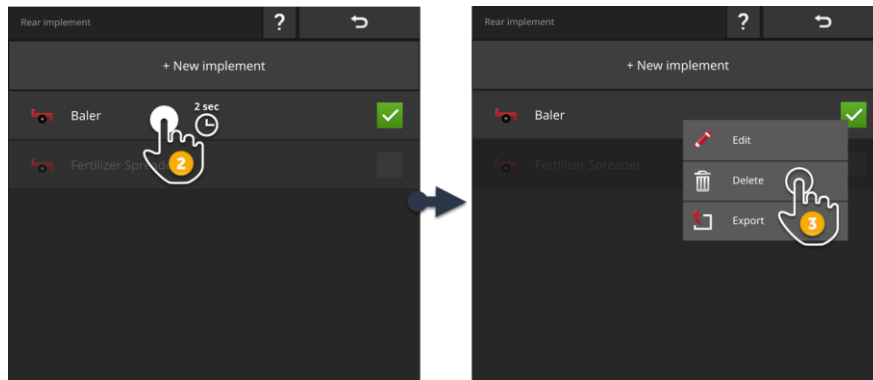 Rear implement
?
+ New implement
Baler
2 sec
Fertilizer Spreader
2
Rear implement
?
+ New implement
Baler
Fertilizer Spreader
Edit
Delete
Export
3